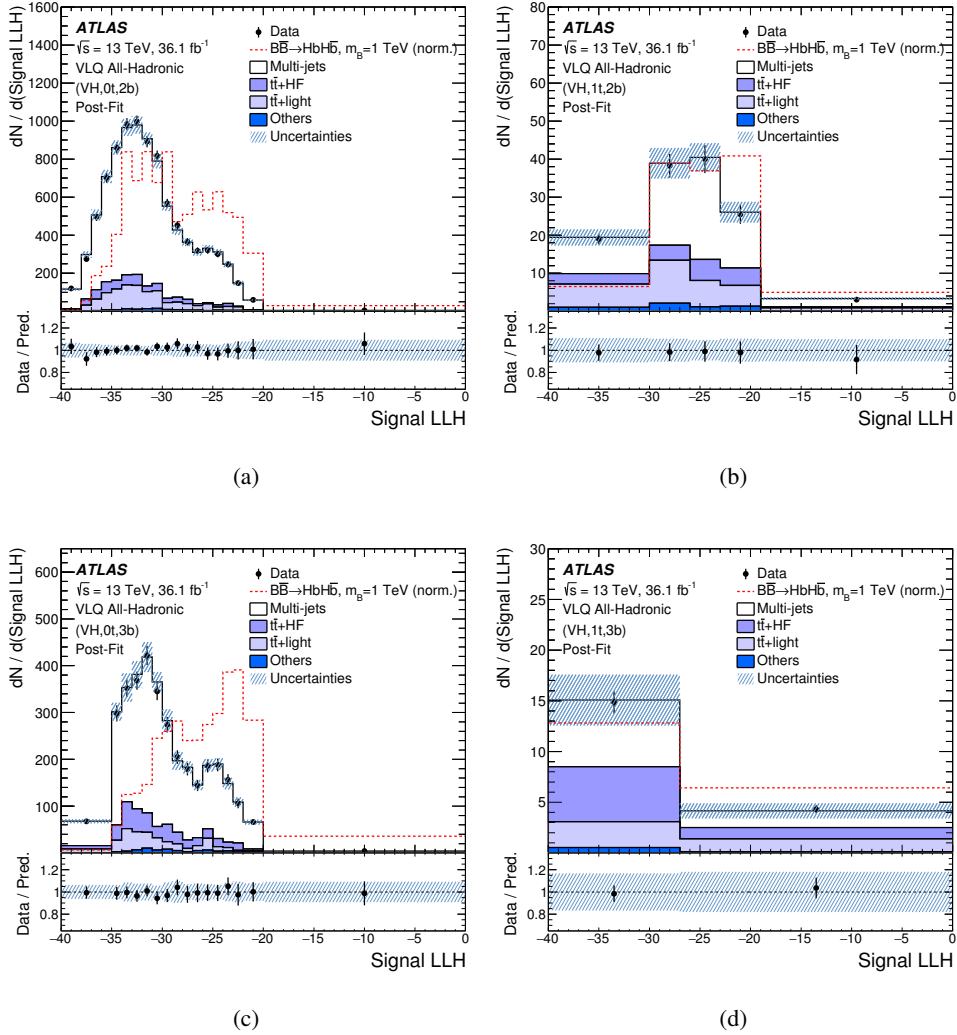 dN / d(Signal LLH)
1600
1400
1200
1000
800
600
400
200
ATLAS
√s = 13 TeV, 36.1 fb⁻¹
VLQ All-Hadronic
(VH,0t,2b)
Post-Fit
Data
BB̄→HbHb̄, m_B=1 TeV (norm.)
Multi-jets
tt̄+HF
tt̄+light
Others
Uncertainties
Data / Pred.
1.2
1
0.8
−40 −35 −30 −25 −20 −15 −10 −5 0
Signal LLH
(a)
dN / d(Signal LLH)
80
70
60
50
40
30
20
10
ATLAS
√s = 13 TeV, 36.1 fb⁻¹
VLQ All-Hadronic
(VH,1t,2b)
Post-Fit
Data
BB̄→HbHb̄, m_B=1 TeV (norm.)
Multi-jets
tt̄+HF
tt̄+light
Others
Uncertainties
Data / Pred.
1.2
1
0.8
−40 −35 −30 −25 −20 −15 −10 −5 0
Signal LLH
(b)
dN / d(Signal LLH)
600
500
400
300
200
100
ATLAS
√s = 13 TeV, 36.1 fb⁻¹
VLQ All-Hadronic
(VH,0t,3b)
Post-Fit
Data
BB̄→HbHb̄, m_B=1 TeV (norm.)
Multi-jets
tt̄+HF
tt̄+light
Others
Uncertainties
Data / Pred.
1.2
1
0.8
−40 −35 −30 −25 −20 −15 −10 −5 0
Signal LLH
(c)
dN / d(Signal LLH)
30
25
20
15
10
5
0
ATLAS
√s = 13 TeV, 36.1 fb⁻¹
VLQ All-Hadronic
(VH,1t,3b)
Post-Fit
Data
BB̄→HbHb̄, m_B=1 TeV (norm.)
Multi-jets
tt̄+HF
tt̄+light
Others
Uncertainties
Data / Pred.
1.2
1
0.8
−40 −35 −30 −25 −20 −15 −10 −5 0
Signal LLH
(d)